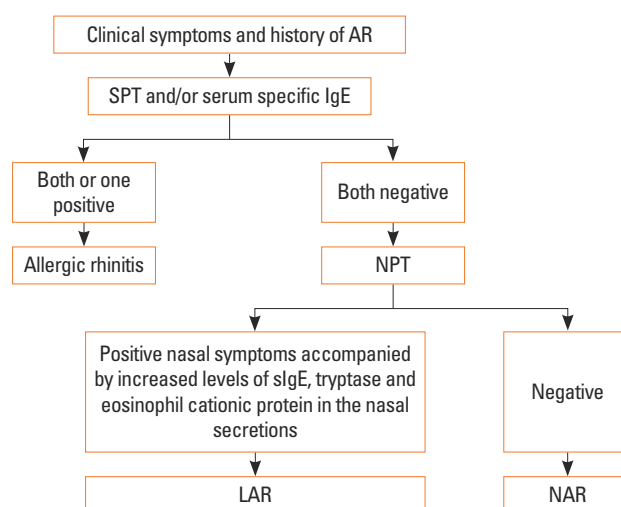 Clinical symptoms and history of AR
SPT and/or serum specific IgE
Both or one
positive
Both negative
Allergic rhinitis
NPT
Positive nasal symptoms accompanied
by increased levels of sIgE, tryptase and
eosinophil cationic protein in the nasal
secretions
Negative
LAR
NAR